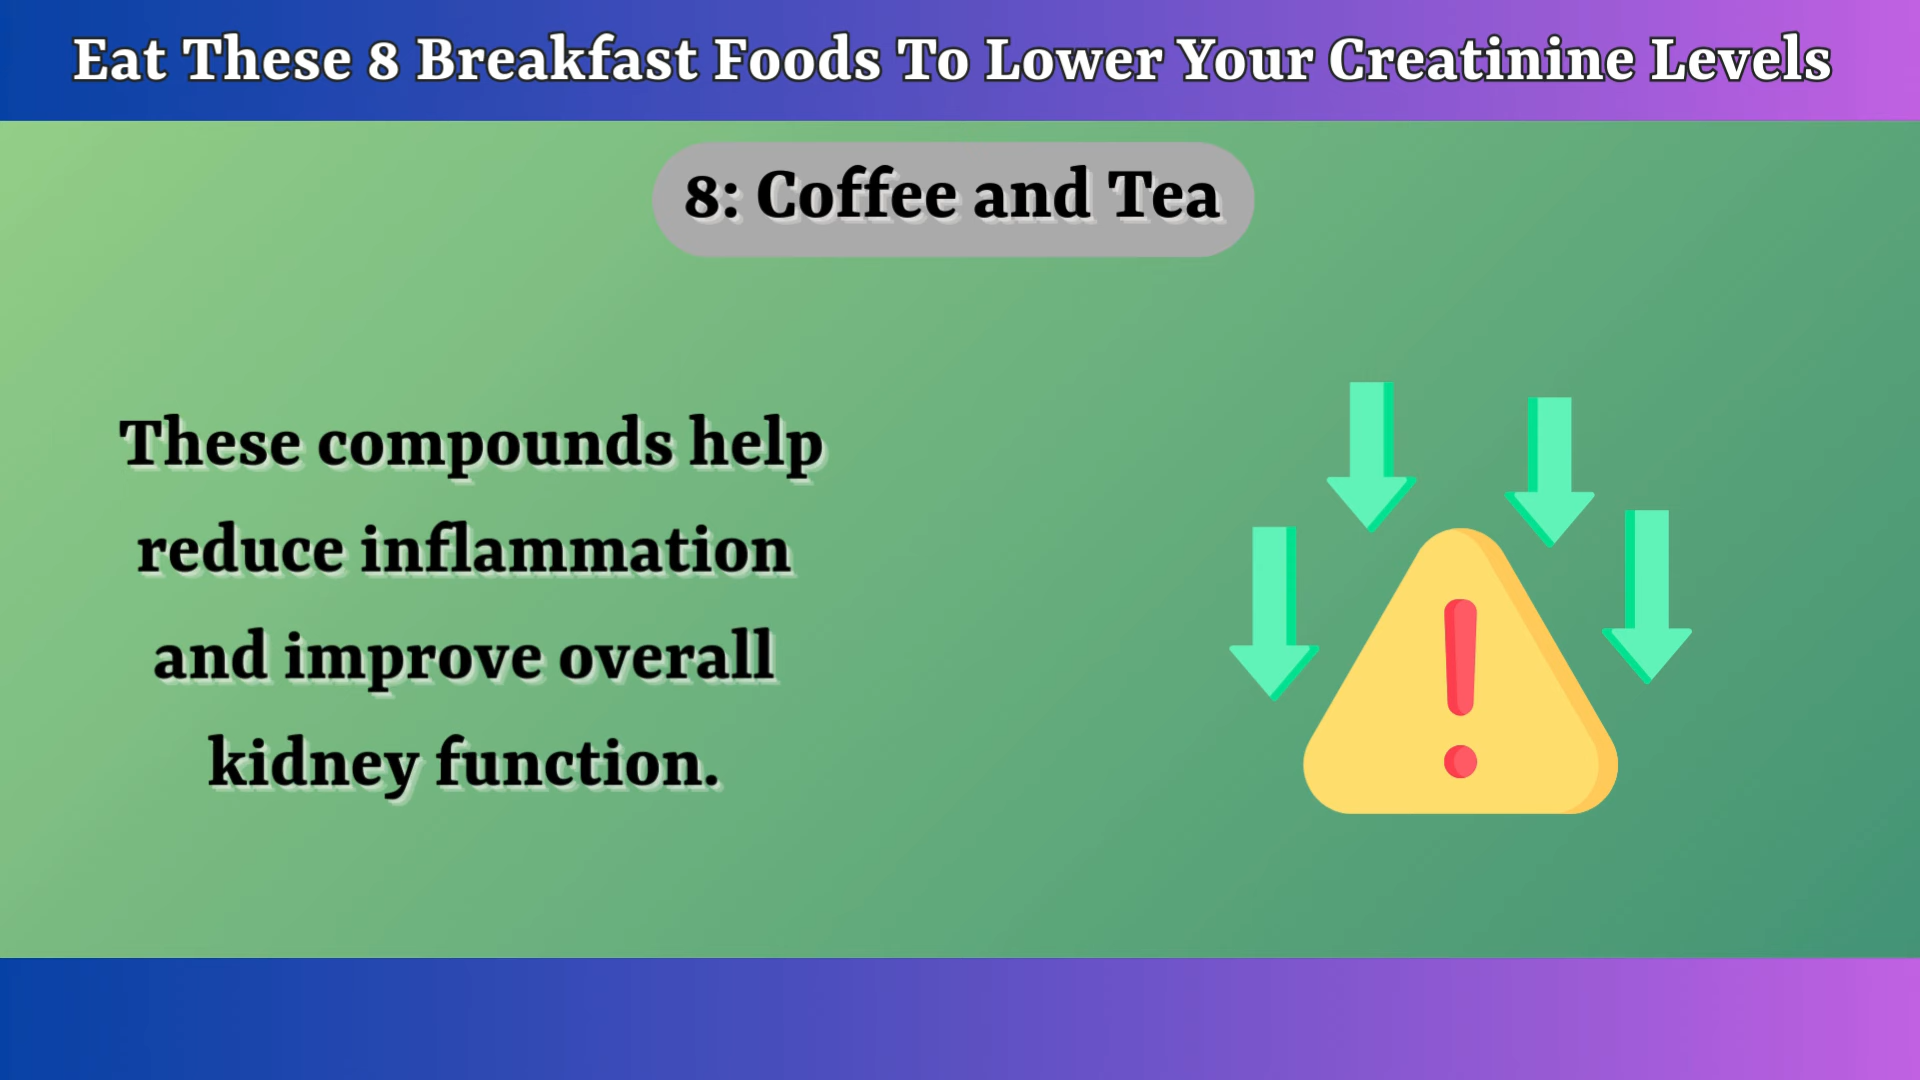 Eat These 8 Breakfast Foods To Lower Your Creatinine Levels
8: Coffee and Tea
These compounds help
reduce inflammation
and improve overall
kidney function.